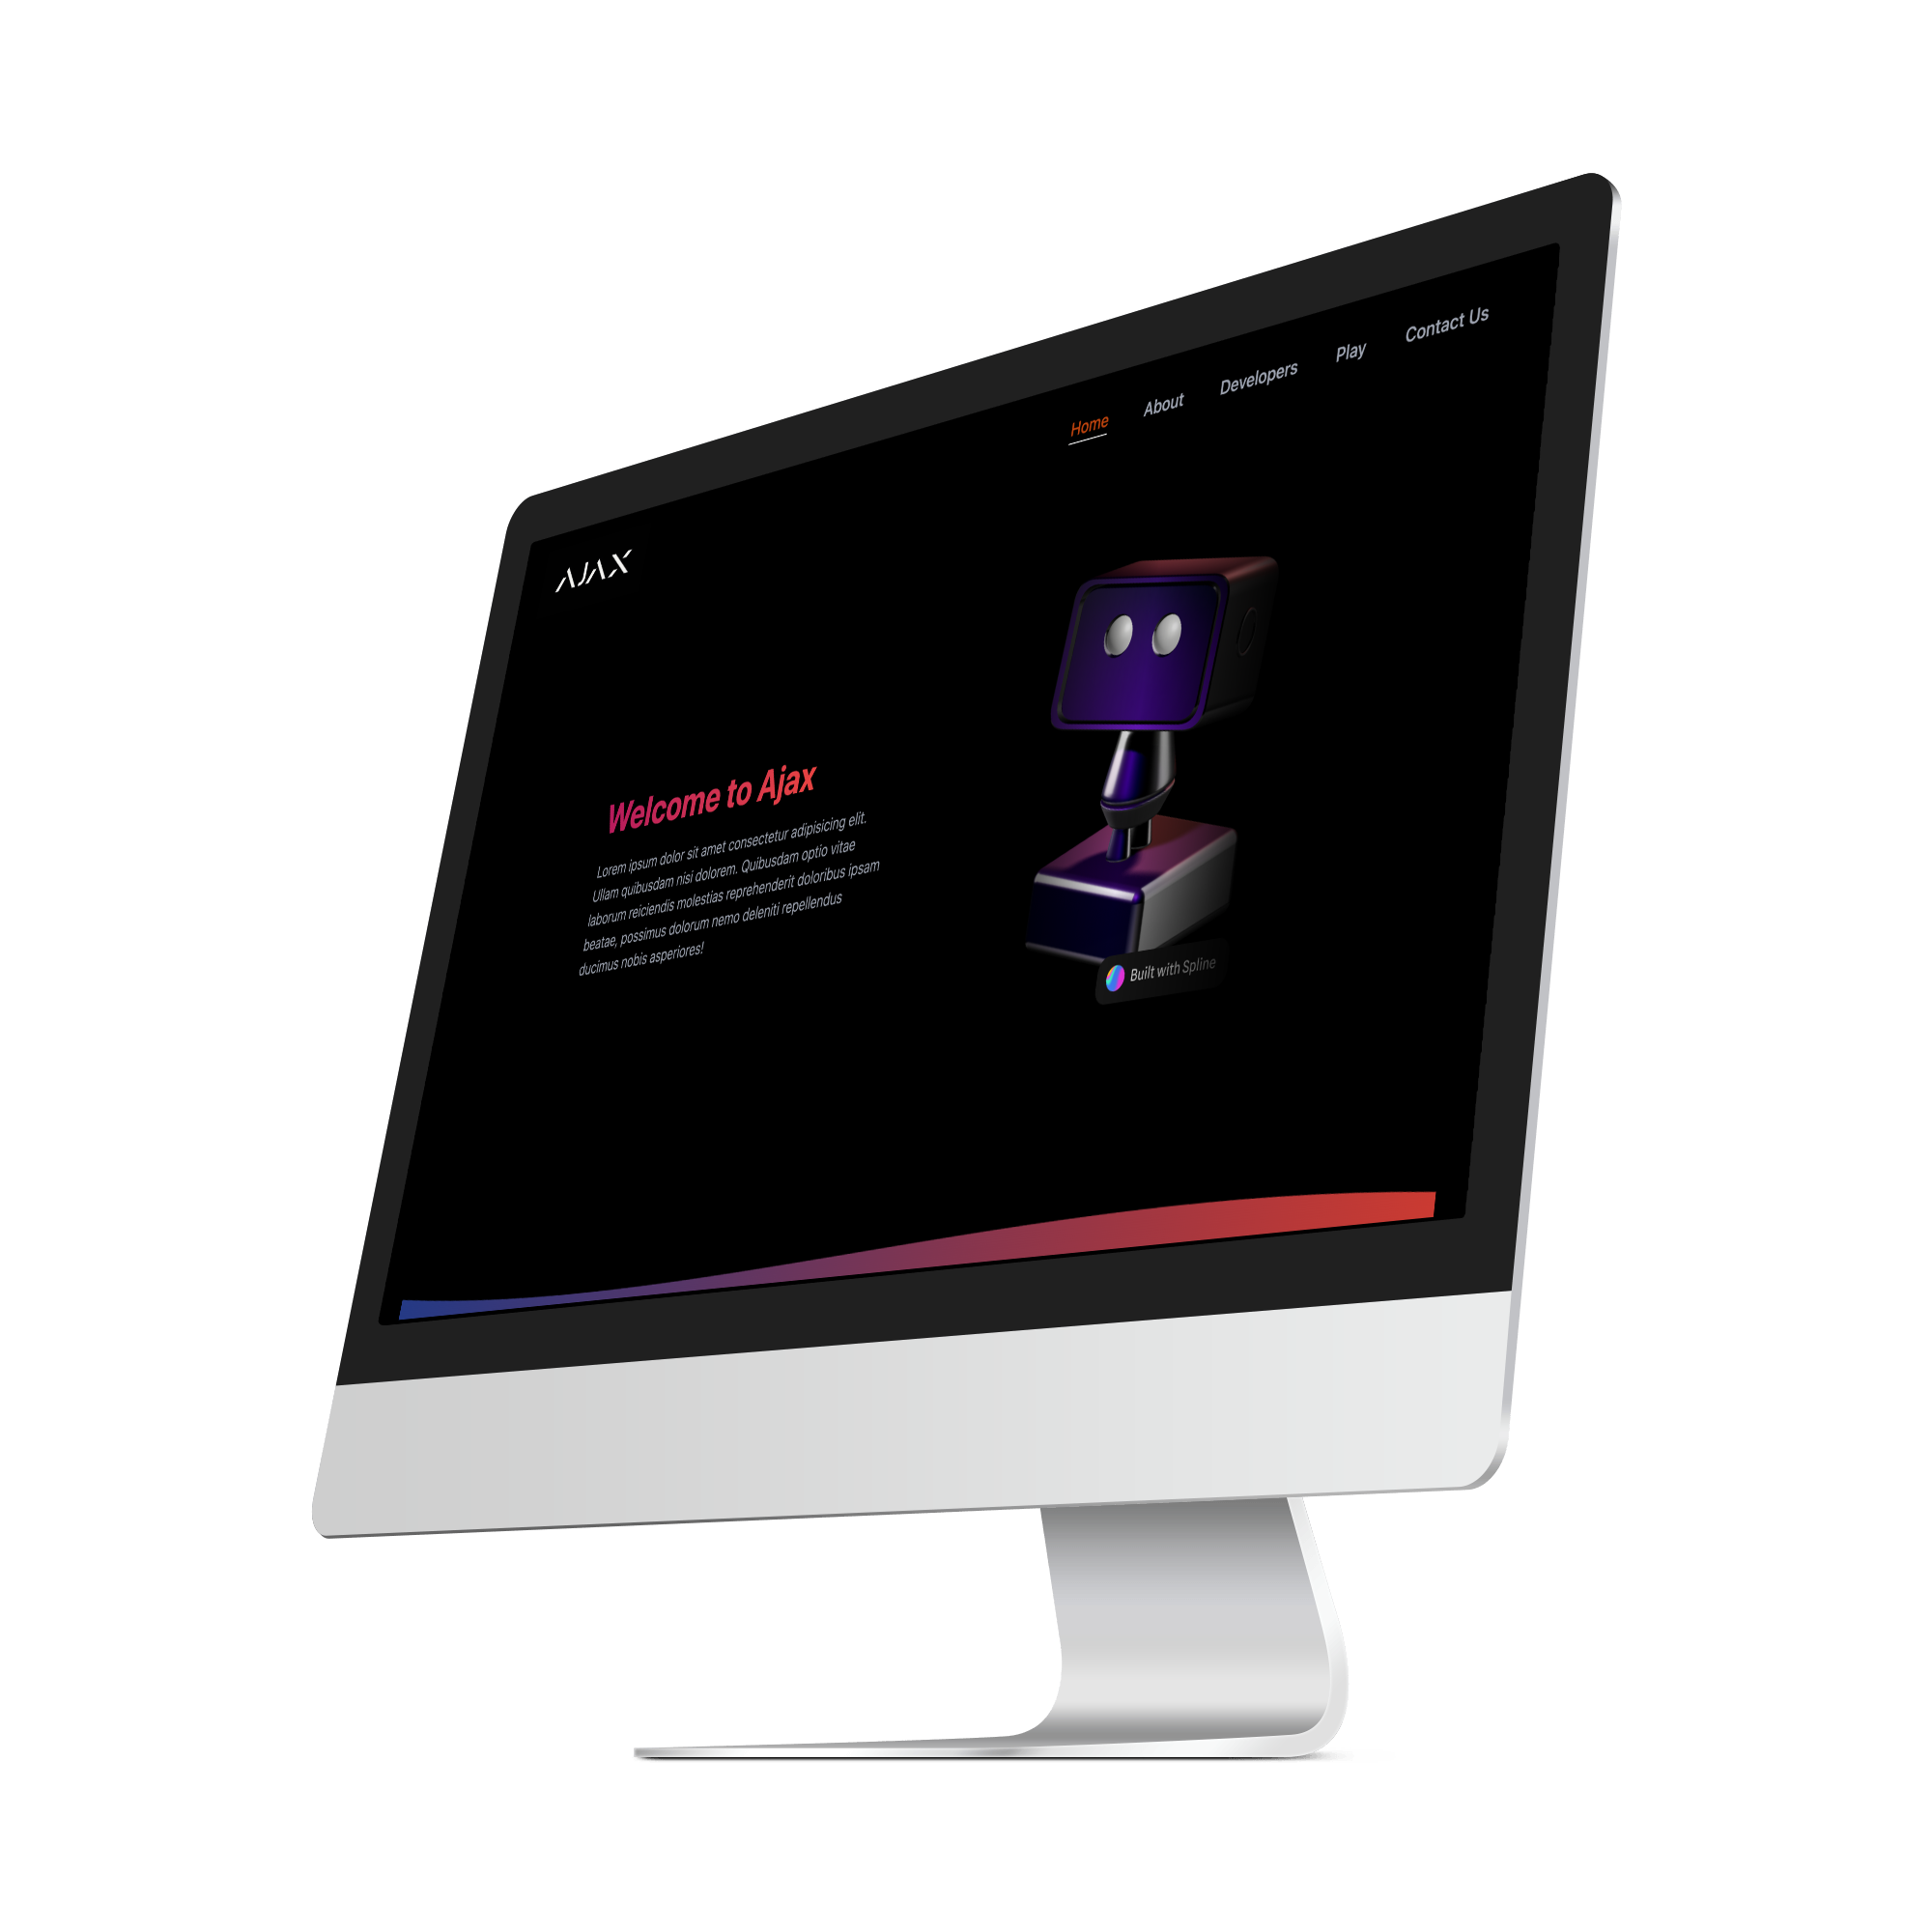 AJAX
Home
About
Developers
Play
Contact Us
Welcome to Ajax
Lorem ipsum dolor sit amet consectetur adipisicing elit.
Ullam quibusdam nisi dolorem. Quibusdam optio vitae
laborum reiciendis molestias reprehenderit doloribus ipsam
beatae, possimus dolorum nemo deleniti repellendus
ducimus nobis asperiores!
Built with Spline